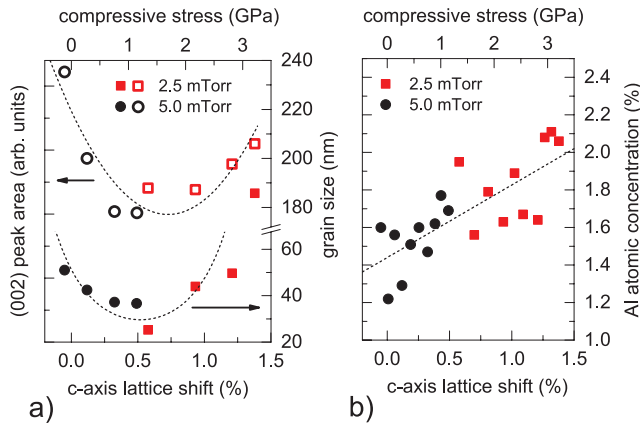 compressive stress (GPa)
0 1 2 3
(002) peak area (arb. units)
2.5 mTorr
5.0 mTorr
240
220
200
180
60
40
20
grain size (nm)
0.0 0.5 1.0 1.5
c-axis lattice shift (%)
a)
compressive stress (GPa)
0 1 2 3
2.5 mTorr
5.0 mTorr
2.4
2.2
2.0
1.8
1.6
1.4
1.2
1.0
Al atomic concentration (%)
0.0 0.5 1.0 1.5
c-axis lattice shift (%)
b)